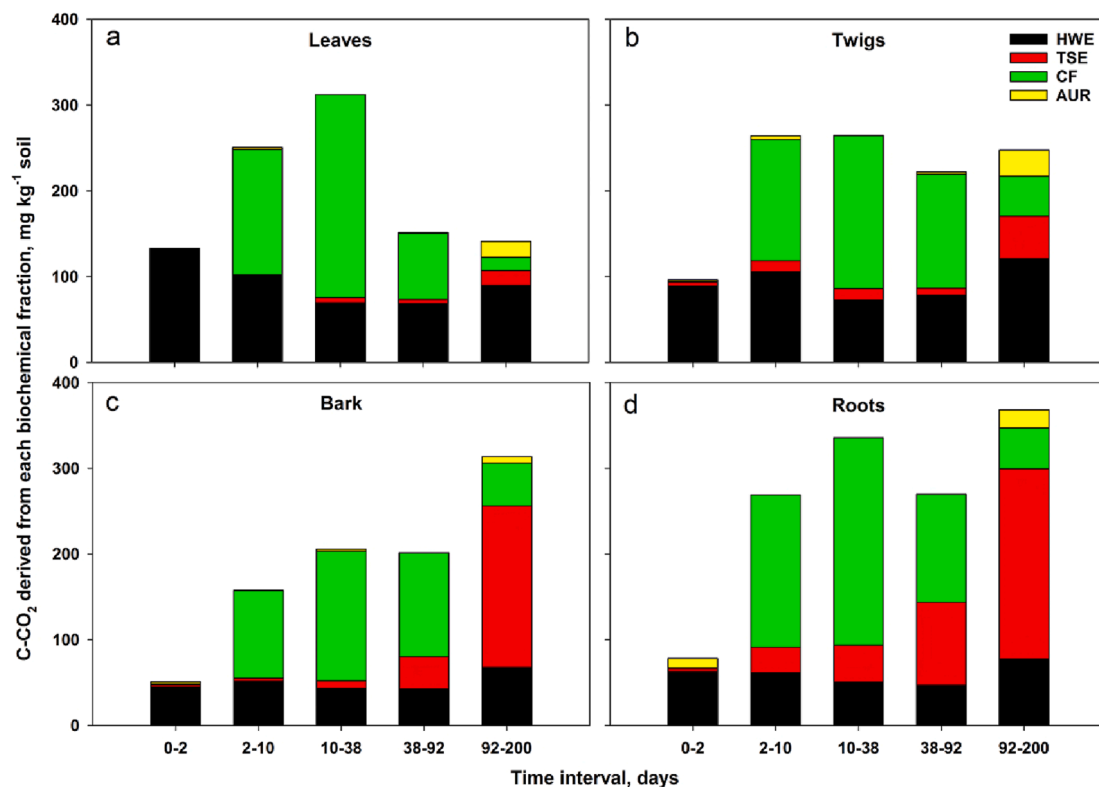 C-CO₂ derived from each biochemical fraction, mg kg⁻¹ soil
a
Leaves
400
300
200
100
0
b
Twigs
HWE
TSE
CF
AUR
c
Bark
400
300
200
100
0
d
Roots
0-2
2-10
10-38
38-92
92-200
0-2
2-10
10-38
38-92
92-200
Time interval, days